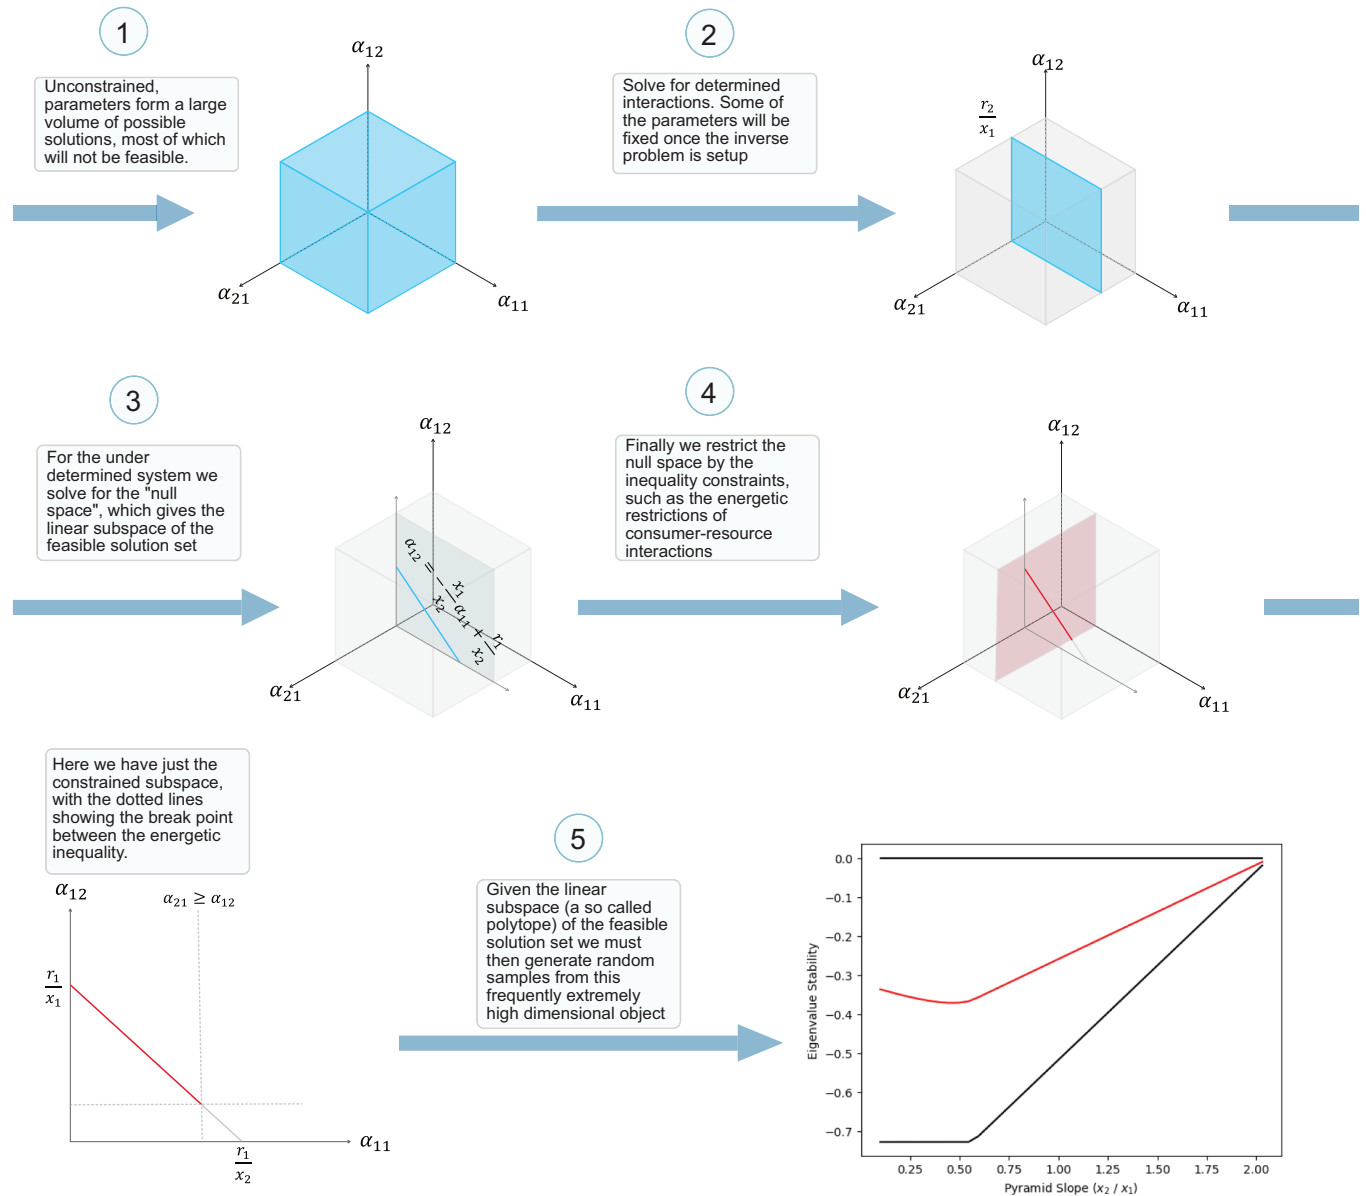 1
Unconstrained,
parameters form a large
volume of possible
solutions, most of which
will not be feasible.
α12
α21
α11
2
Solve for determined
interactions. Some of
the parameters will be
fixed once the inverse
problem is setup
α12
r2
x1
α21
α11
3
For the under
determined system we
solve for the "null
space", which gives the
linear subspace of the
feasible solution set
α12
α12 = − x1/x2 α11 + r1/x2
α21
α11
4
Finally we restrict the
null space by the
inequality constraints,
such as the energetic
restrictions of
consumer-resource
interactions
α12
α21
α11
Here we have just the
constrained subspace,
with the dotted lines
showing the break point
between the energetic
inequality.
α12
α21 ≥ α12
r1
x1
α11
r1
x2
5
Given the linear
subspace (a so called
polytope) of the feasible
solution set we must
then generate random
samples from this
frequently extremely
high dimensional object
Eigenvalue Stability
0.0
−0.1
−0.2
−0.3
−0.4
−0.5
−0.6
−0.7
0.25 0.50 0.75 1.00 1.25 1.50 1.75 2.00
Pyramid Slope (x2 / x1)